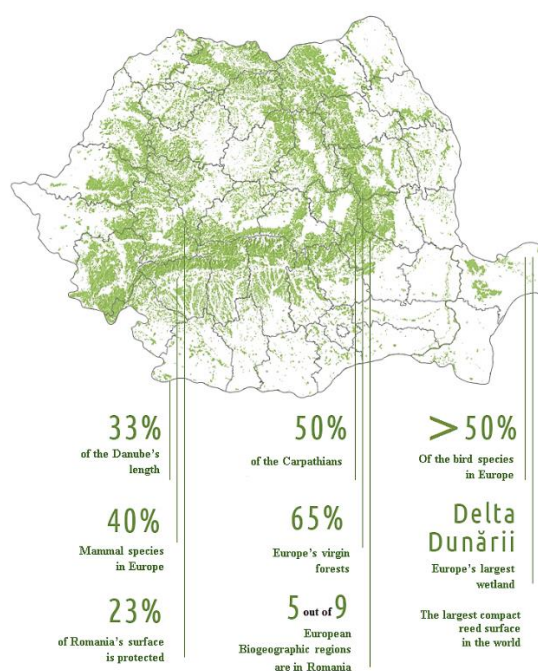 33%
of the Danube's
length
50%
of the Carpathians
>50%
Of the bird species
in Europe
40%
Mammal species
in Europe
65%
Europe's virgin
forests
Delta
Dunării
Europe's largest
wetland
23%
of Romania's surface
is protected
5 out of 9
European
Biogeographic regions
are in Romania
The largest compact
reed surface
in the world